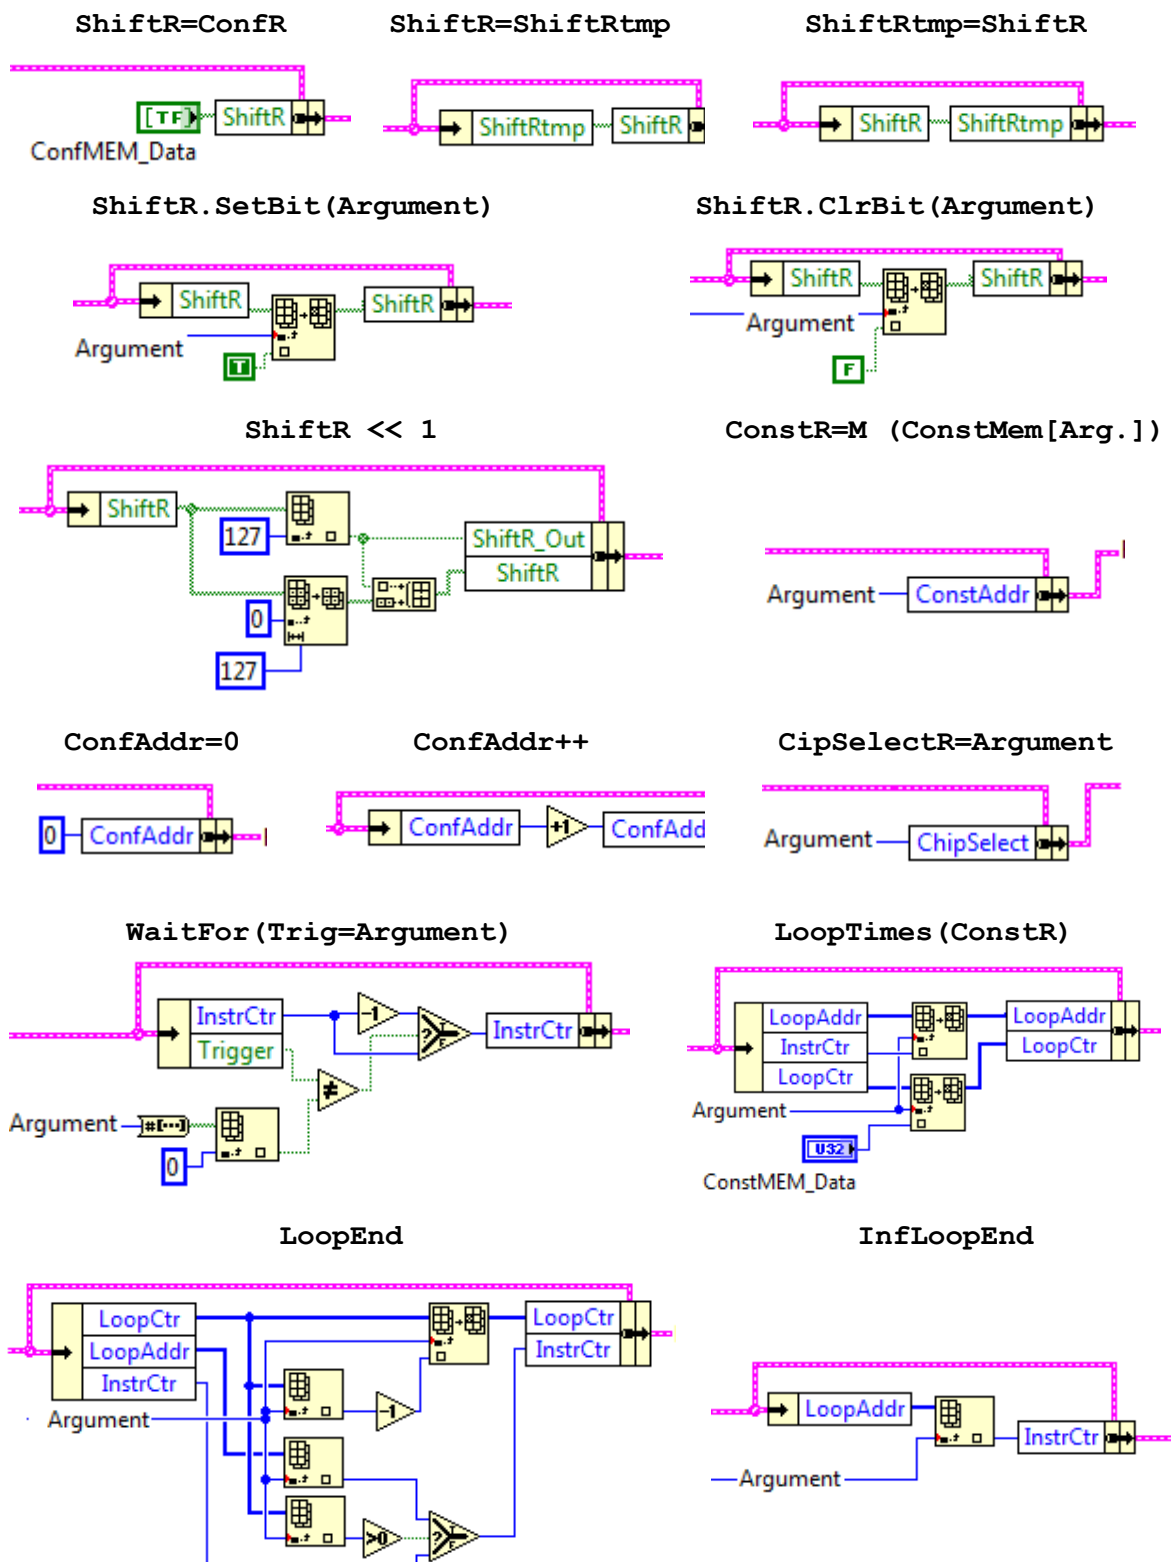 ShiftR=ConfR ShiftR=ShiftRtmp ShiftRtmp=ShiftR
[TF] ShiftR ShiftRtmp ShiftR ShiftR ShiftRtmp
ConfMEM_Data
ShiftR.SetBit(Argument) ShiftR.ClrBit(Argument)
ShiftR ShiftR ShiftR ShiftR
Argument Argument
T F
ShiftR << 1 ConstR=M (ConstMem[Arg.])
ShiftR
127 ShiftR_Out
ShiftR
Argument ConstAddr
0
127
ConfAddr=0 ConfAddr++ CipSelectR=Argument
0 ConfAddr ConfAddr +1 ConfAdd Argument ChipSelect
WaitFor(Trig=Argument) LoopTimes(ConstR)
InstrCtr -1 ? T F InstrCtr LoopAddr LoopAddr
Trigger InstrCtr LoopCtr
≠ LoopCtr
Argument #[...] Argument
0 U32
ConstMEM_Data
LoopEnd InfLoopEnd
LoopCtr LoopCtr
LoopAddr InstrCtr
InstrCtr
Argument -1 LoopAddr InstrCtr
Argument
>0 ? T F